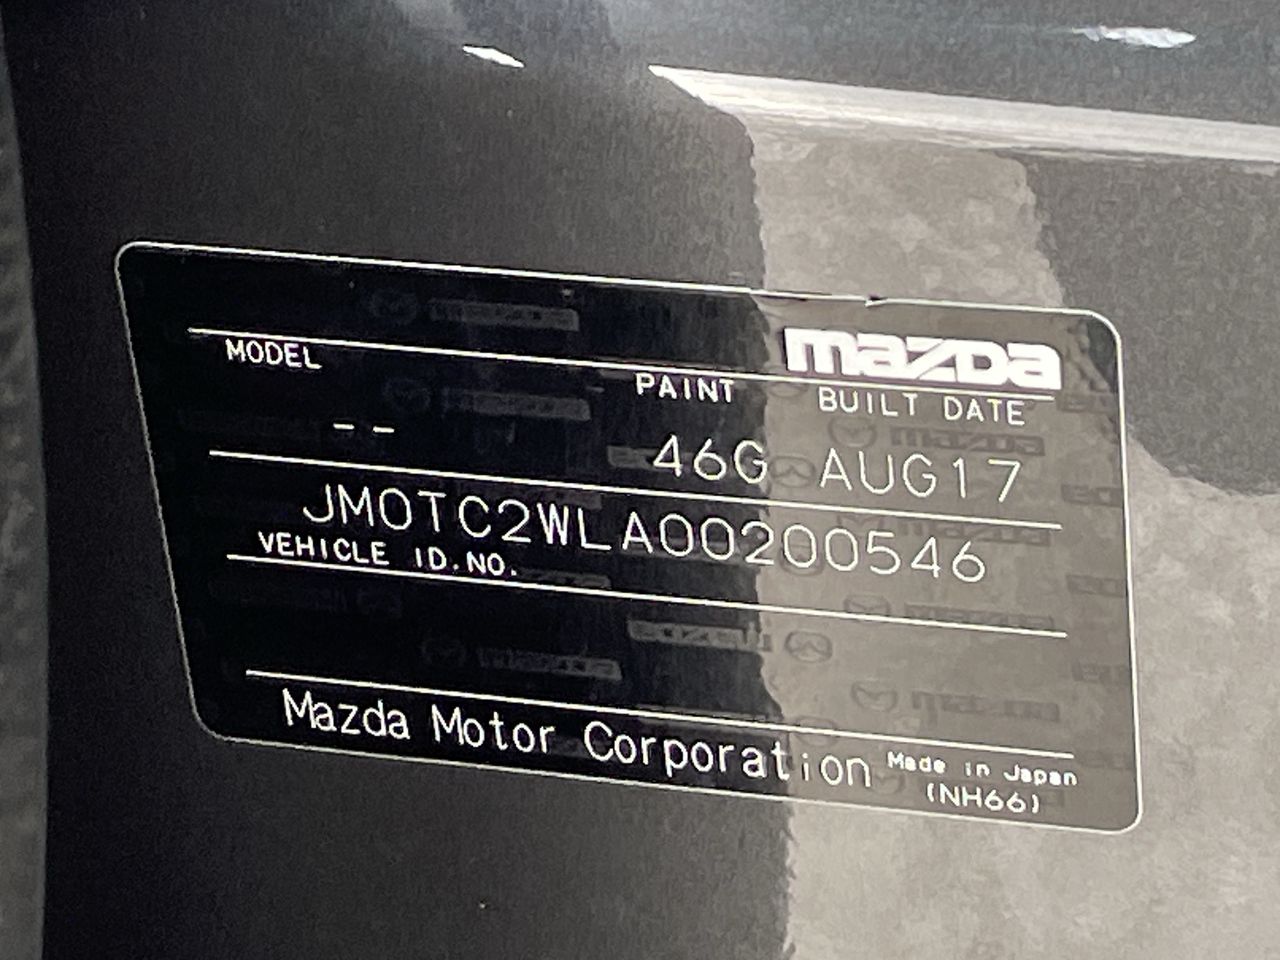 mazda
MODEL PAINT BUILT DATE
-- 46G AUG17
JM0TC2WLA00200546
VEHICLE ID.NO.
Mazda Motor Corporation Made in Japan
(NH66)